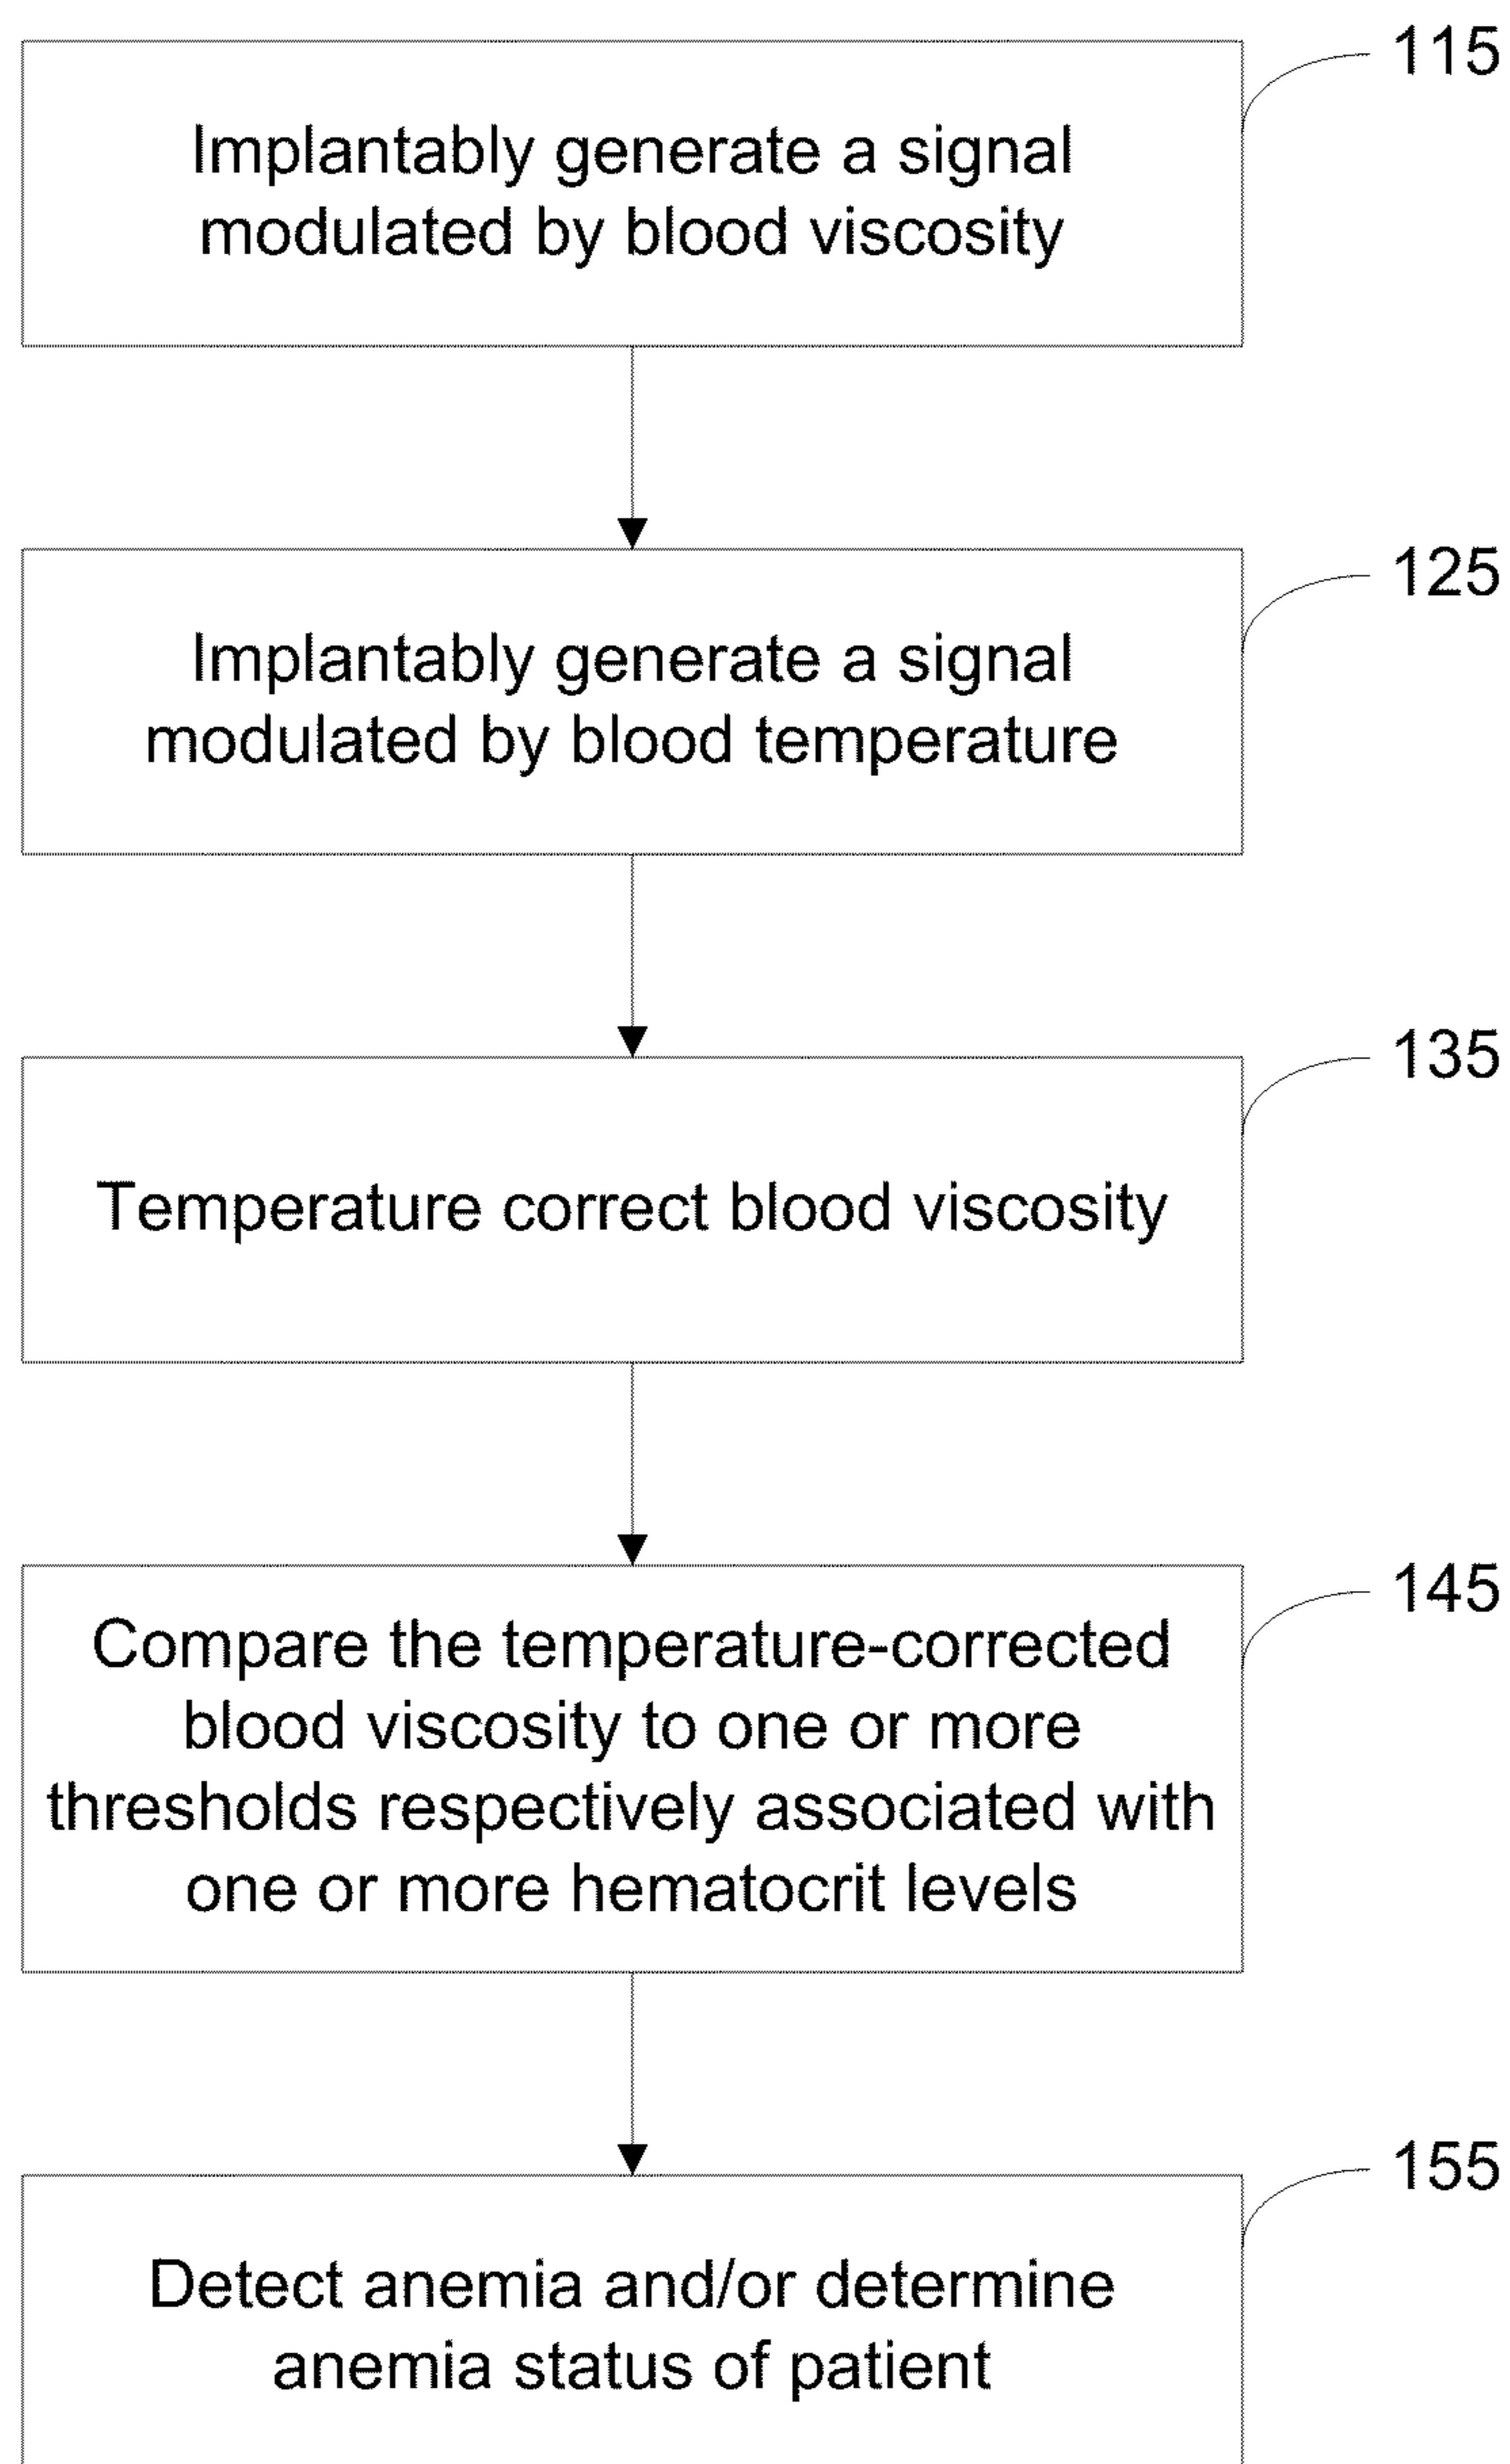 115
Implantably generate a signal
modulated by blood viscosity
125
Implantably generate a signal
modulated by blood temperature
135
Temperature correct blood viscosity
145
Compare the temperature-corrected
blood viscosity to one or more
thresholds respectively associated with
one or more hematocrit levels
155
Detect anemia and/or determine
anemia status of patient